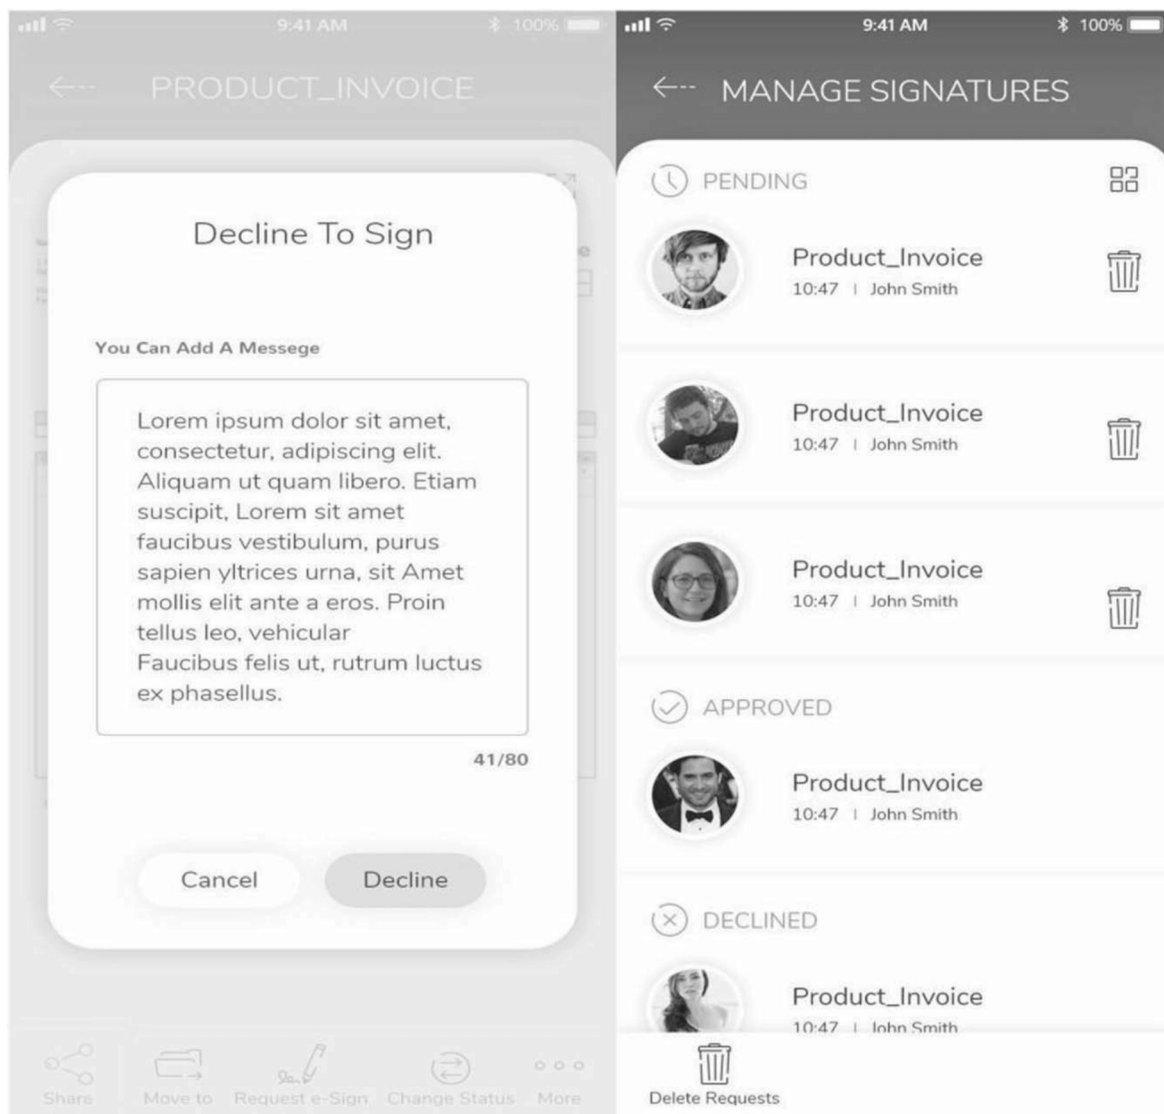 9:41 AM
100%
PRODUCT_INVOICE
Decline To Sign
You Can Add A Messege
Lorem ipsum dolor sit amet,
consectetur, adipiscing elit.
Aliquam ut quam libero. Etiam
suscipit, Lorem sit amet
faucibus vestibulum, purus
sapien yltrices urna, sit Amet
mollis elit ante a eros. Proin
tellus leo, vehicular
Faucibus felis ut, rutrum luctus
ex phasellus.
41/80
Cancel
Decline
Share
Move to
Request e-Sign
Change Status
More
9:41 AM
100%
MANAGE SIGNATURES
PENDING
Product_Invoice
10:47 | John Smith
Product_Invoice
10:47 | John Smith
Product_Invoice
10:47 | John Smith
APPROVED
Product_Invoice
10:47 | John Smith
DECLINED
Product_Invoice
10:47 | John Smith
Delete Requests